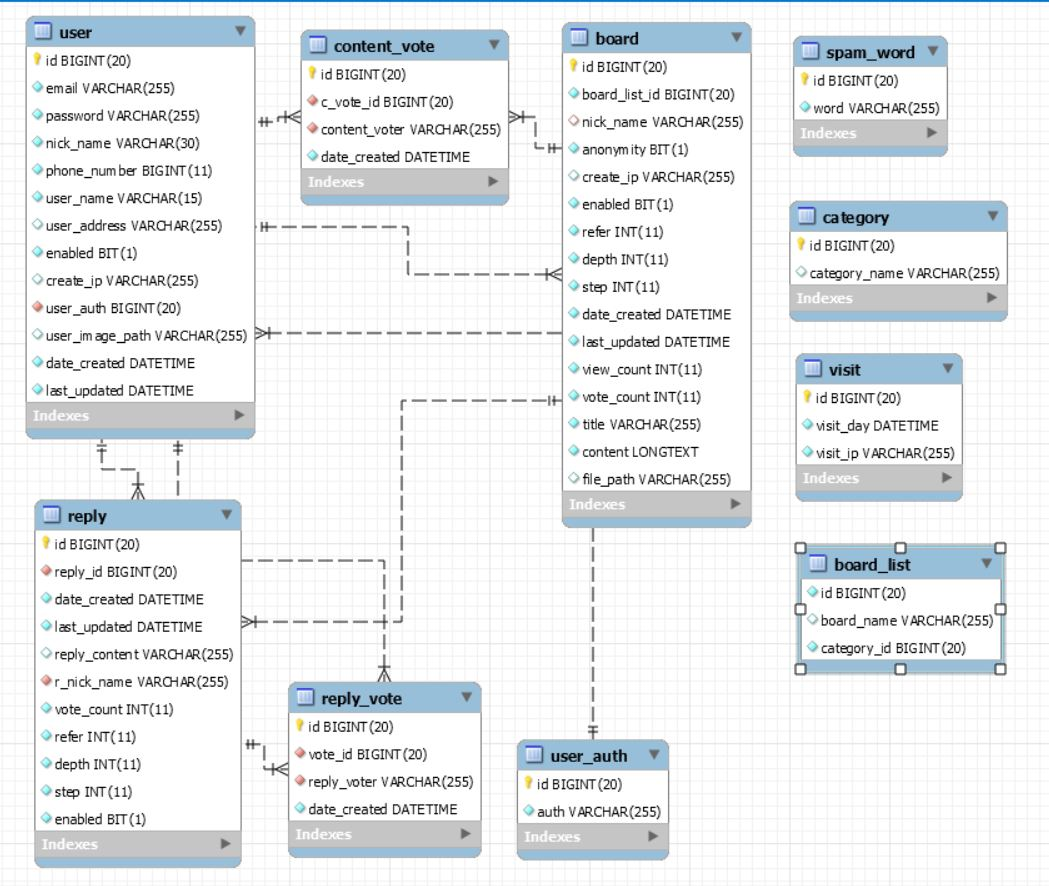 user
id BIGINT(20)
email VARCHAR(255)
password VARCHAR(255)
nick_name VARCHAR(30)
phone_number BIGINT(11)
user_name VARCHAR(15)
user_address VARCHAR(255)
enabled BIT(1)
create_ip VARCHAR(255)
user_auth BIGINT(20)
user_image_path VARCHAR(255)
date_created DATETIME
last_updated DATETIME
Indexes
content_vote
id BIGINT(20)
c_vote_id BIGINT(20)
content_voter VARCHAR(255)
date_created DATETIME
Indexes
board
id BIGINT(20)
board_list_id BIGINT(20)
nick_name VARCHAR(255)
anonymity BIT(1)
create_ip VARCHAR(255)
enabled BIT(1)
refer INT(11)
depth INT(11)
step INT(11)
date_created DATETIME
last_updated DATETIME
view_count INT(11)
vote_count INT(11)
title VARCHAR(255)
content LONGTEXT
file_path VARCHAR(255)
Indexes
spam_word
id BIGINT(20)
word VARCHAR(255)
Indexes
category
id BIGINT(20)
category_name VARCHAR(255)
Indexes
visit
id BIGINT(20)
visit_day DATETIME
visit_ip VARCHAR(255)
Indexes
board_list
id BIGINT(20)
board_name VARCHAR(255)
category_id BIGINT(20)
reply
id BIGINT(20)
reply_id BIGINT(20)
date_created DATETIME
last_updated DATETIME
reply_content VARCHAR(255)
r_nick_name VARCHAR(255)
vote_count INT(11)
refer INT(11)
depth INT(11)
step INT(11)
enabled BIT(1)
Indexes
reply_vote
id BIGINT(20)
vote_id BIGINT(20)
reply_voter VARCHAR(255)
date_created DATETIME
Indexes
user_auth
id BIGINT(20)
auth VARCHAR(255)
Indexes